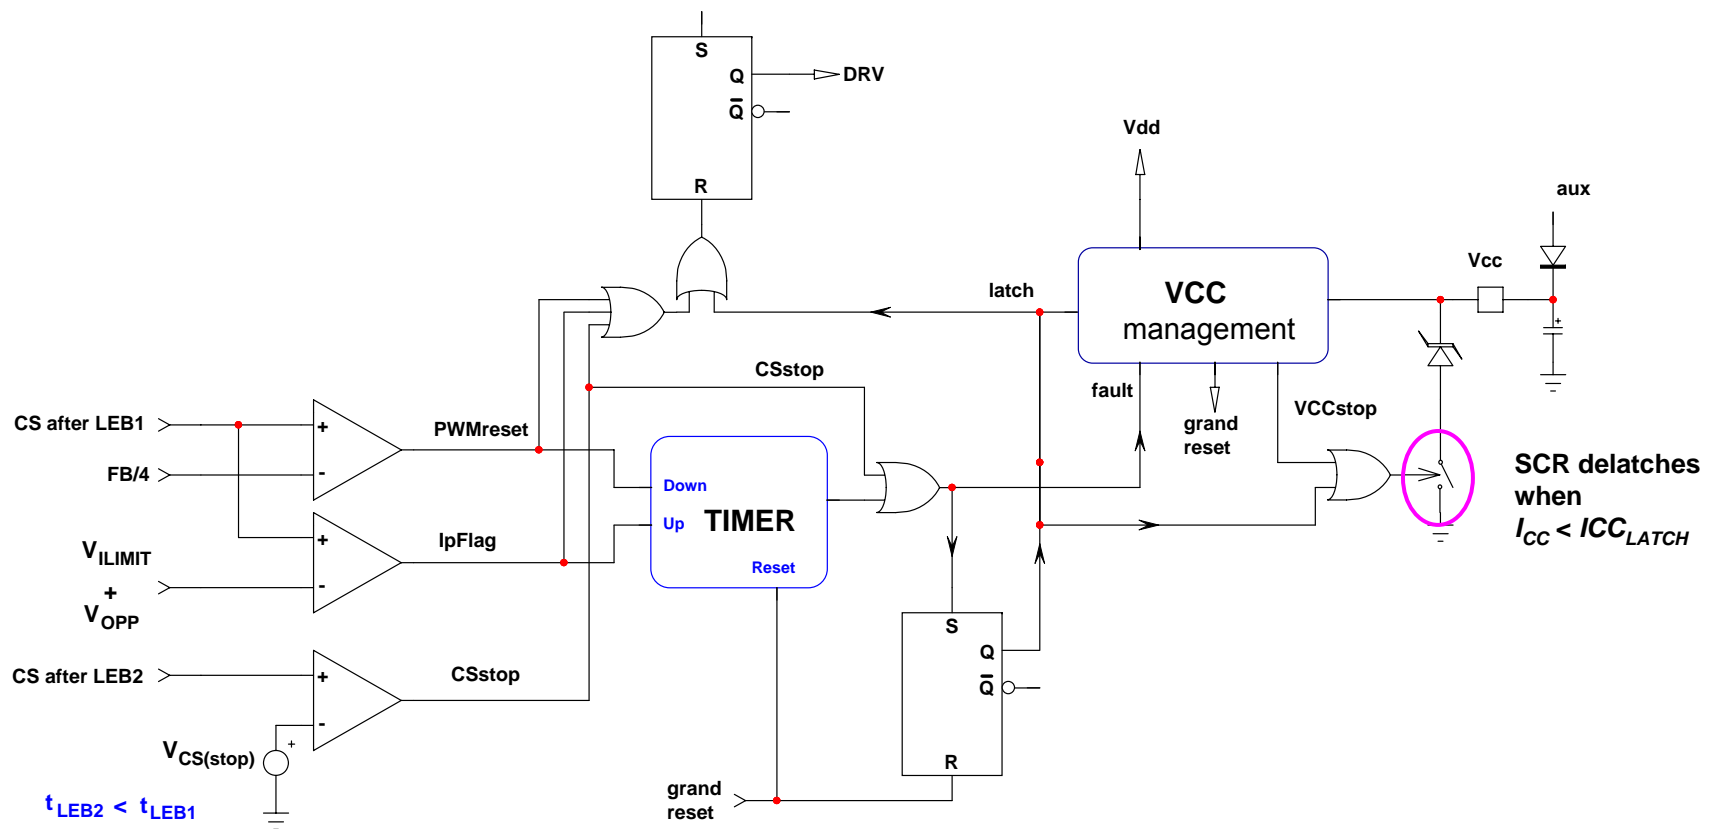 S
Q
DRV
Q
R
Vdd
aux
Vcc
latch
VCC
management
CSstop
fault
grand
reset
VCCstop
CS after LEB1
+
PWMreset
FB/4
-
Down
Up
TIMER
Reset
SCR delatches
when
ICC < ICCLATCH
VILIMIT
+
VOPP
+
IpFlag
-
S
Q
Q
R
CS after LEB2
+
CSstop
-
VCS(stop)
+
+
tLEB2 < tLEB1
grand
reset